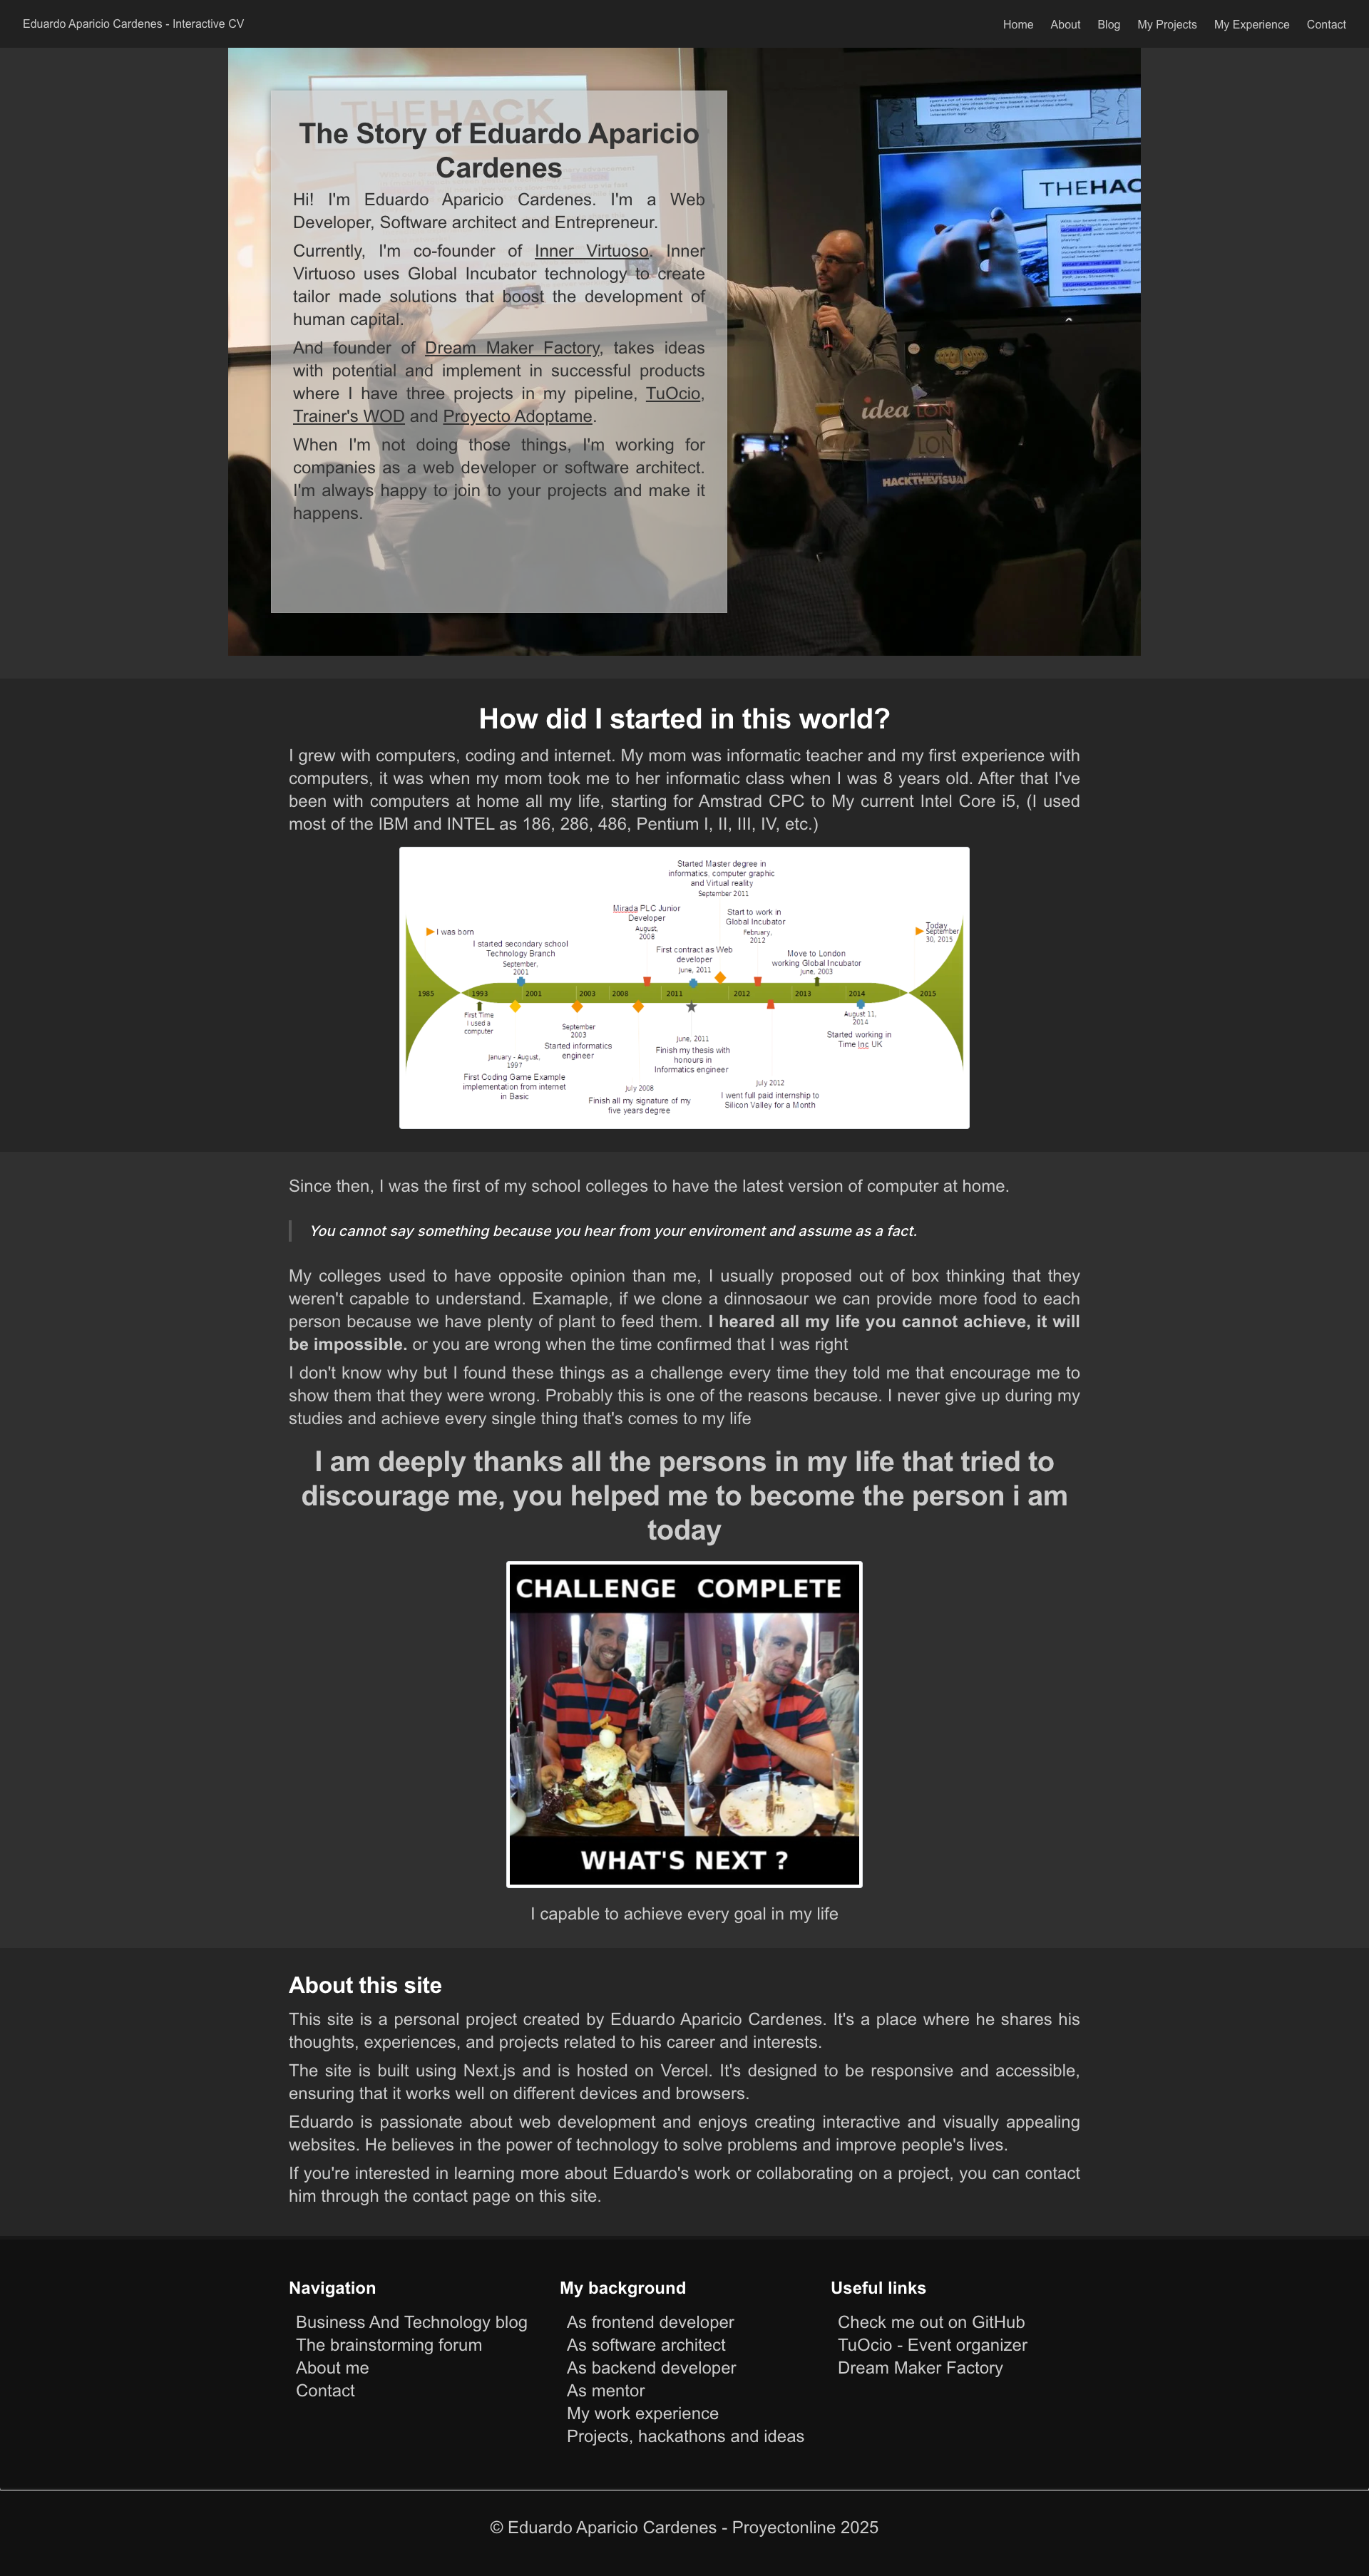 Eduardo Aparicio Cardenes - Interactive CV
Home About Blog My Projects My Experience Contact
THEHACK
THEHAC
The Story of Eduardo Aparicio
Cardenes
Hi! I'm Eduardo Aparicio Cardenes. I'm a Web
Developer, Software architect and Entrepreneur.
Currently, I'm co-founder of Inner Virtuoso. Inner
Virtuoso uses Global Incubator technology to create
tailor made solutions that boost the development of
human capital.
And founder of Dream Maker Factory, takes ideas
with potential and implement in successful products
where I have three projects in my pipeline, TuOcio,
Trainer's WOD and Proyecto Adoptame.
When I'm not doing those things, I'm working for
companies as a web developer or software architect.
I'm always happy to join to your projects and make it
happens.
idea LON
LON
HACKTHEVISUAL
How did I started in this world?
I grew with computers, coding and internet. My mom was informatic teacher and my first experience with
computers, it was when my mom took me to her informatic class when I was 8 years old. After that I've
been with computers at home all my life, starting for Amstrad CPC to My current Intel Core i5, (I used
most of the IBM and INTEL as 186, 286, 486, Pentium I, II, III, IV, etc.)
Started Master degree in
informatics, computer graphic
and Virtual reality
September 2011
Mirada PLC Junior
Developer
August,
2008
Start to work in
Global Incubator
February,
2012
I was born
Today
September
30, 2015
I started secondary school
Technology Branch
September,
2001
First contract as Web
developer
June, 2011
Move to London
working Global Incubator
June, 2003
1985 1993 2001 2003 2008 2011 2012 2013 2014 2015
First Time
I used a
computer
August 11,
2014
Started working in
Time Inc UK
September
2003
Started informatics
engineer
June, 2011
Finish my thesis with
honours in
Informatics engineer
January - August,
1997
First Coding Game Example
implementation from internet
in Basic
July 2008
Finish all my signature of my
five years degree
July 2012
I went full paid internship to
Silicon Valley for a Month
Since then, I was the first of my school colleges to have the latest version of computer at home.
You cannot say something because you hear from your enviroment and assume as a fact.
My colleges used to have opposite opinion than me, I usually proposed out of box thinking that they
weren't capable to understand. Examaple, if we clone a dinnosaour we can provide more food to each
person because we have plenty of plant to feed them. I heared all my life you cannot achieve, it will
be impossible. or you are wrong when the time confirmed that I was right
I don't know why but I found these things as a challenge every time they told me that encourage me to
show them that they were wrong. Probably this is one of the reasons because. I never give up during my
studies and achieve every single thing that's comes to my life
I am deeply thanks all the persons in my life that tried to
discourage me, you helped me to become the person i am
today
CHALLENGE COMPLETE
WHAT'S NEXT ?
I capable to achieve every goal in my life
About this site
This site is a personal project created by Eduardo Aparicio Cardenes. It's a place where he shares his
thoughts, experiences, and projects related to his career and interests.
The site is built using Next.js and is hosted on Vercel. It's designed to be responsive and accessible,
ensuring that it works well on different devices and browsers.
Eduardo is passionate about web development and enjoys creating interactive and visually appealing
websites. He believes in the power of technology to solve problems and improve people's lives.
If you're interested in learning more about Eduardo's work or collaborating on a project, you can contact
him through the contact page on this site.
Navigation
Business And Technology blog
The brainstorming forum
About me
Contact
My background
As frontend developer
As software architect
As backend developer
As mentor
My work experience
Projects, hackathons and ideas
Useful links
Check me out on GitHub
TuOcio - Event organizer
Dream Maker Factory
© Eduardo Aparicio Cardenes - Proyectonline 2025